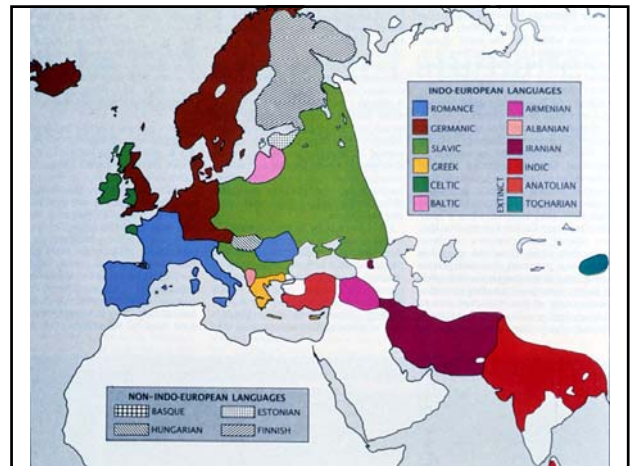 INDO-EUROPEAN LANGUAGES
ROMANCE
GERMANIC
SLAVIC
GREEK
CELTIC
BALTIC
ARMENIAN
ALBANIAN
IRANIAN
INDIC
EXTINCT
ANATOLIAN
TOCHARIAN
NON-INDO-EUROPEAN LANGUAGES
BASQUE
HUNGARIAN
ESTONIAN
FINNISH